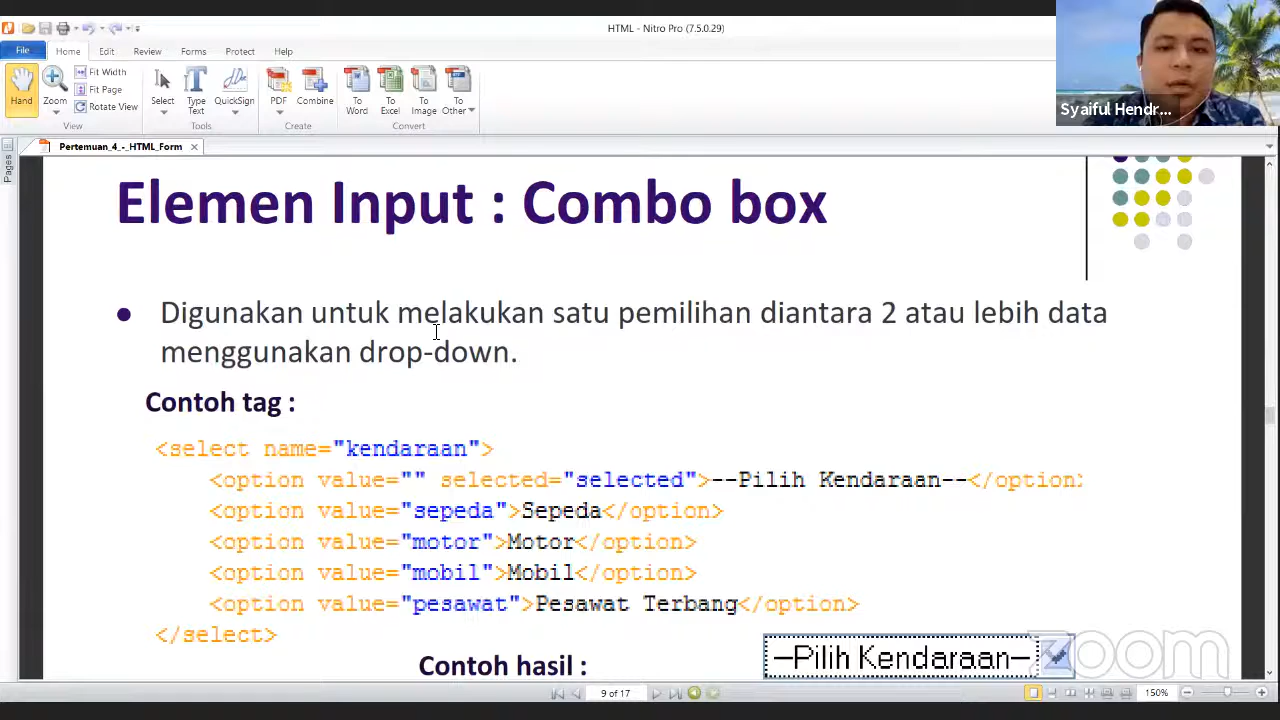 HTML - Nitro Pro (7.5.0.29)
File Home Edit Review Forms Protect Help
Hand
Zoom
Fit Width
Fit Page
Rotate View
View
Select
Type Text
QuickSign
Tools
PDF
Combine
Create
To Word
To Excel
To Image
To Other
Convert
Syaiful Hendr...
Pertemuan_4_-_HTML_Form
Pages
Elemen Input : Combo box
Digunakan untuk melakukan satu pemilihan diantara 2 atau lebih data
menggunakan drop-down.
Contoh tag :
<select name="kendaraan">
<option value="" selected="selected">--Pilih Kendaraan--</option>
<option value="sepeda">Sepeda</option>
<option value="motor">Motor</option>
<option value="mobil">Mobil</option>
<option value="pesawat">Pesawat Terbang</option>
</select>
Contoh hasil :
--Pilih Kendaraan--
zoom
9 of 17
150%